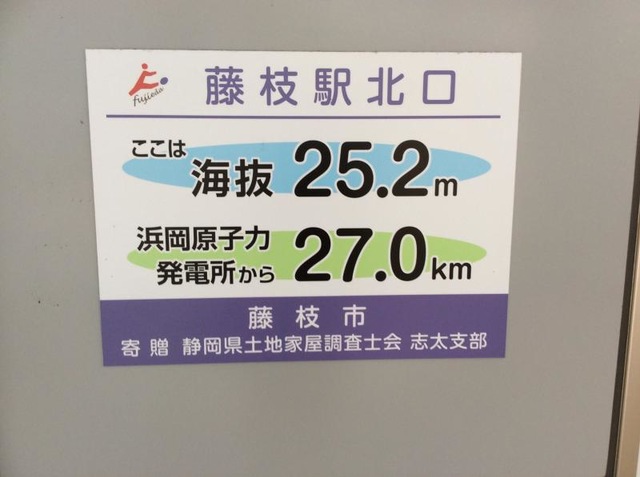 fujieda
藤枝駅北口
ここは
海抜 25.2m
浜岡原子力
発電所から 27.0km
藤枝市
寄贈 静岡県土地家屋調査士会 志太支部